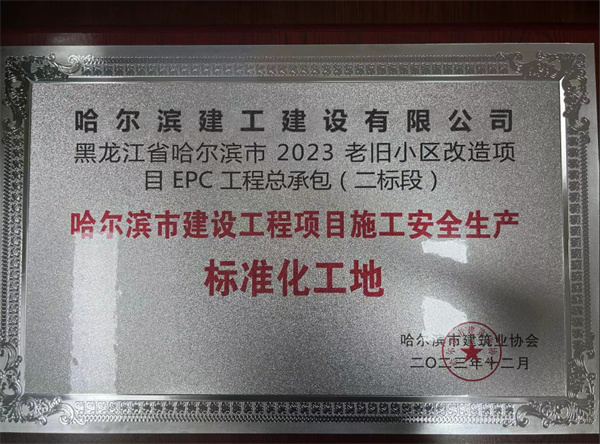 哈尔滨建工建设有限公司
黑龙江省哈尔滨市 2023 老旧小区改造项
目 EPC 工程总承包（二标段）
哈尔滨市建设工程项目施工安全生产
标准化工地
哈尔滨市建筑业协会
二〇二三年十二月